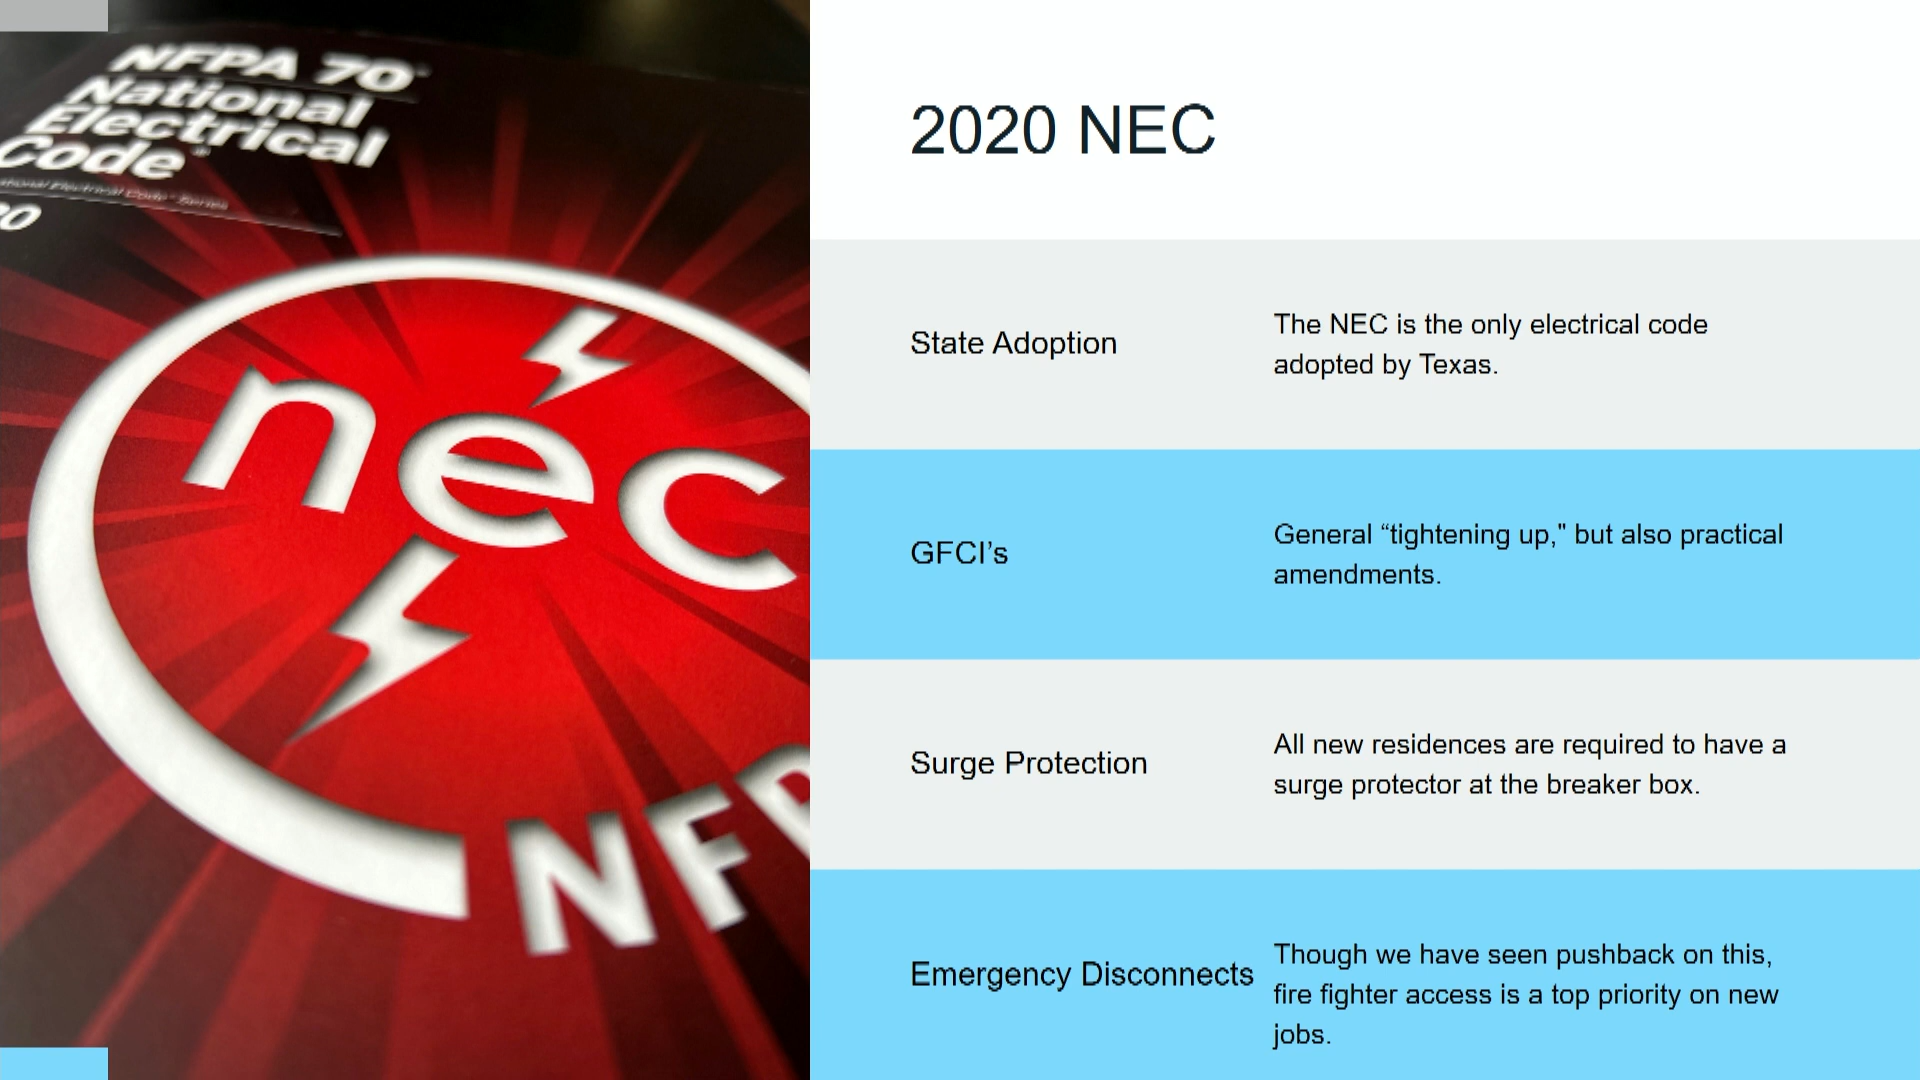 NFPA 70®
National
Electrical
Code®
20
nec
NFP
2020 NEC
State Adoption
The NEC is the only electrical code
adopted by Texas.
GFCI’s
General “tightening up," but also practical
amendments.
Surge Protection
All new residences are required to have a
surge protector at the breaker box.
Emergency Disconnects
Though we have seen pushback on this,
fire fighter access is a top priority on new
jobs.